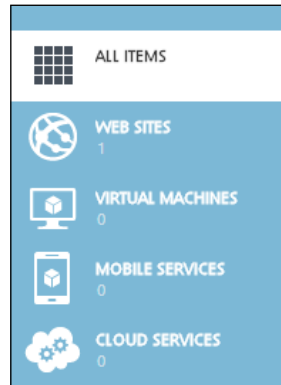 ALL ITEMS
WEB SITES
1
VIRTUAL MACHINES
0
MOBILE SERVICES
0
CLOUD SERVICES
0